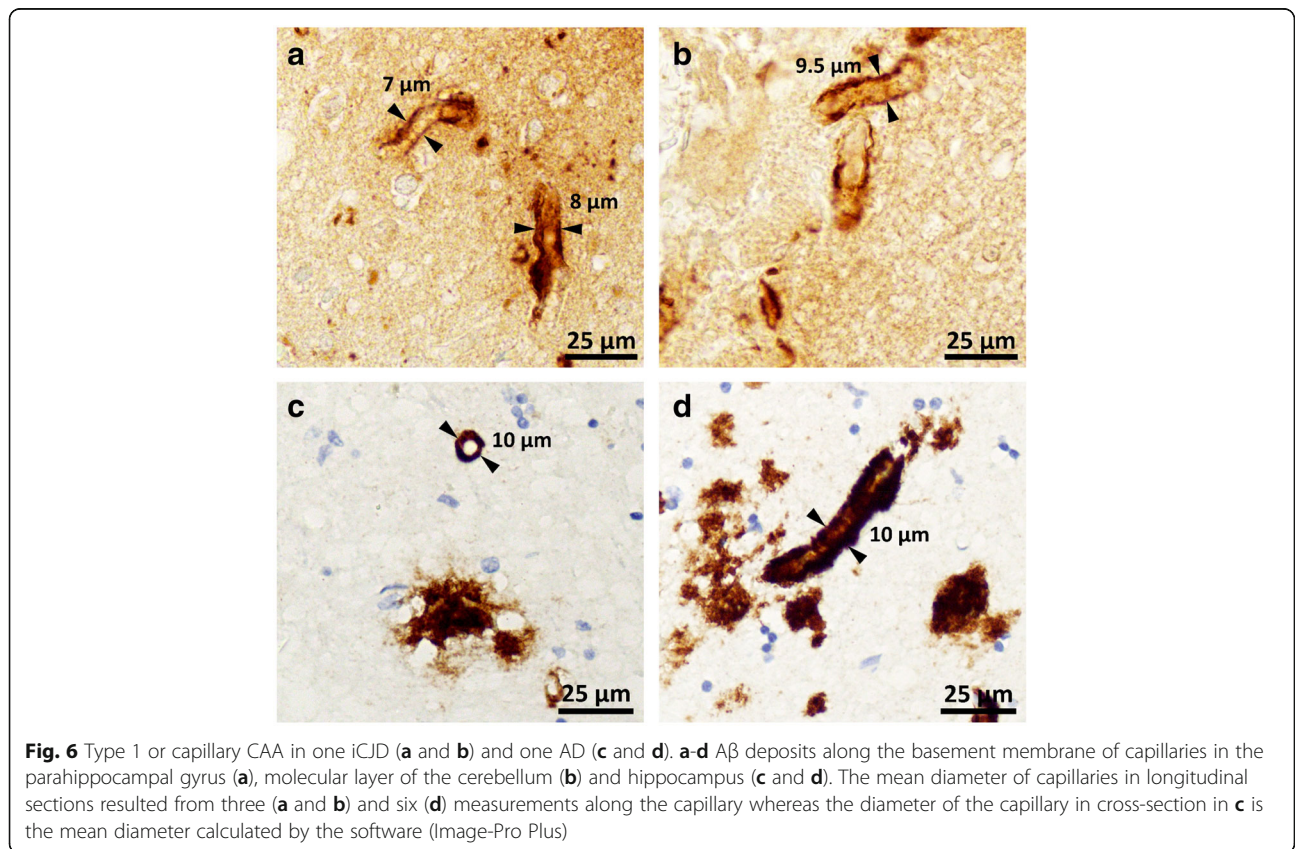 a
7 µm
8 µm
25 µm
b
9.5 µm
25 µm
c
10 µm
25 µm
d
10 µm
25 µm
Fig. 6 Type 1 or capillary CAA in one iCJD (a and b) and one AD (c and d). a-d Aβ deposits along the basement membrane of capillaries in the
parahippocampal gyrus (a), molecular layer of the cerebellum (b) and hippocampus (c and d). The mean diameter of capillaries in longitudinal
sections resulted from three (a and b) and six (d) measurements along the capillary whereas the diameter of the capillary in cross-section in c is
the mean diameter calculated by the software (Image-Pro Plus)